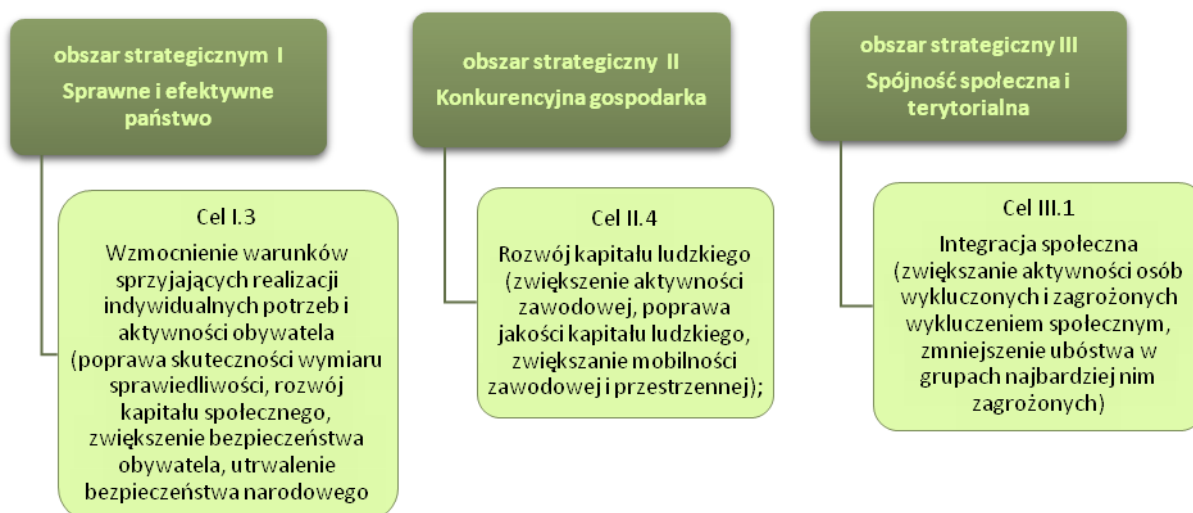 obszar strategicznym I
Sprawne i efektywne
państwo
Cel I.3
Wzmocnienie warunków
sprzyjających realizacji
indywidualnych potrzeb i
aktywności obywatela
(poprawa skuteczności wymiaru
sprawiedliwości, rozwój
kapitału społecznego,
zwiększenie bezpieczeństwa
obywatela, utrwalenie
bezpieczeństwa narodowego
obszar strategiczny II
Konkurencyjna gospodarka
Cel II.4
Rozwój kapitału ludzkiego
(zwiększenie aktywności
zawodowej, poprawa
jakości kapitału ludzkiego,
zwiększanie mobilności
zawodowej i przestrzennej);
obszar strategiczny III
Spójność społeczna i
terytorialna
Cel III.1
Integracja społeczna
(zwiększanie aktywności osób
wykluczonych i zagrożonych
wykluczeniem społecznym,
zmniejszenie ubóstwa w
grupach najbardziej nim
zagrożonych)